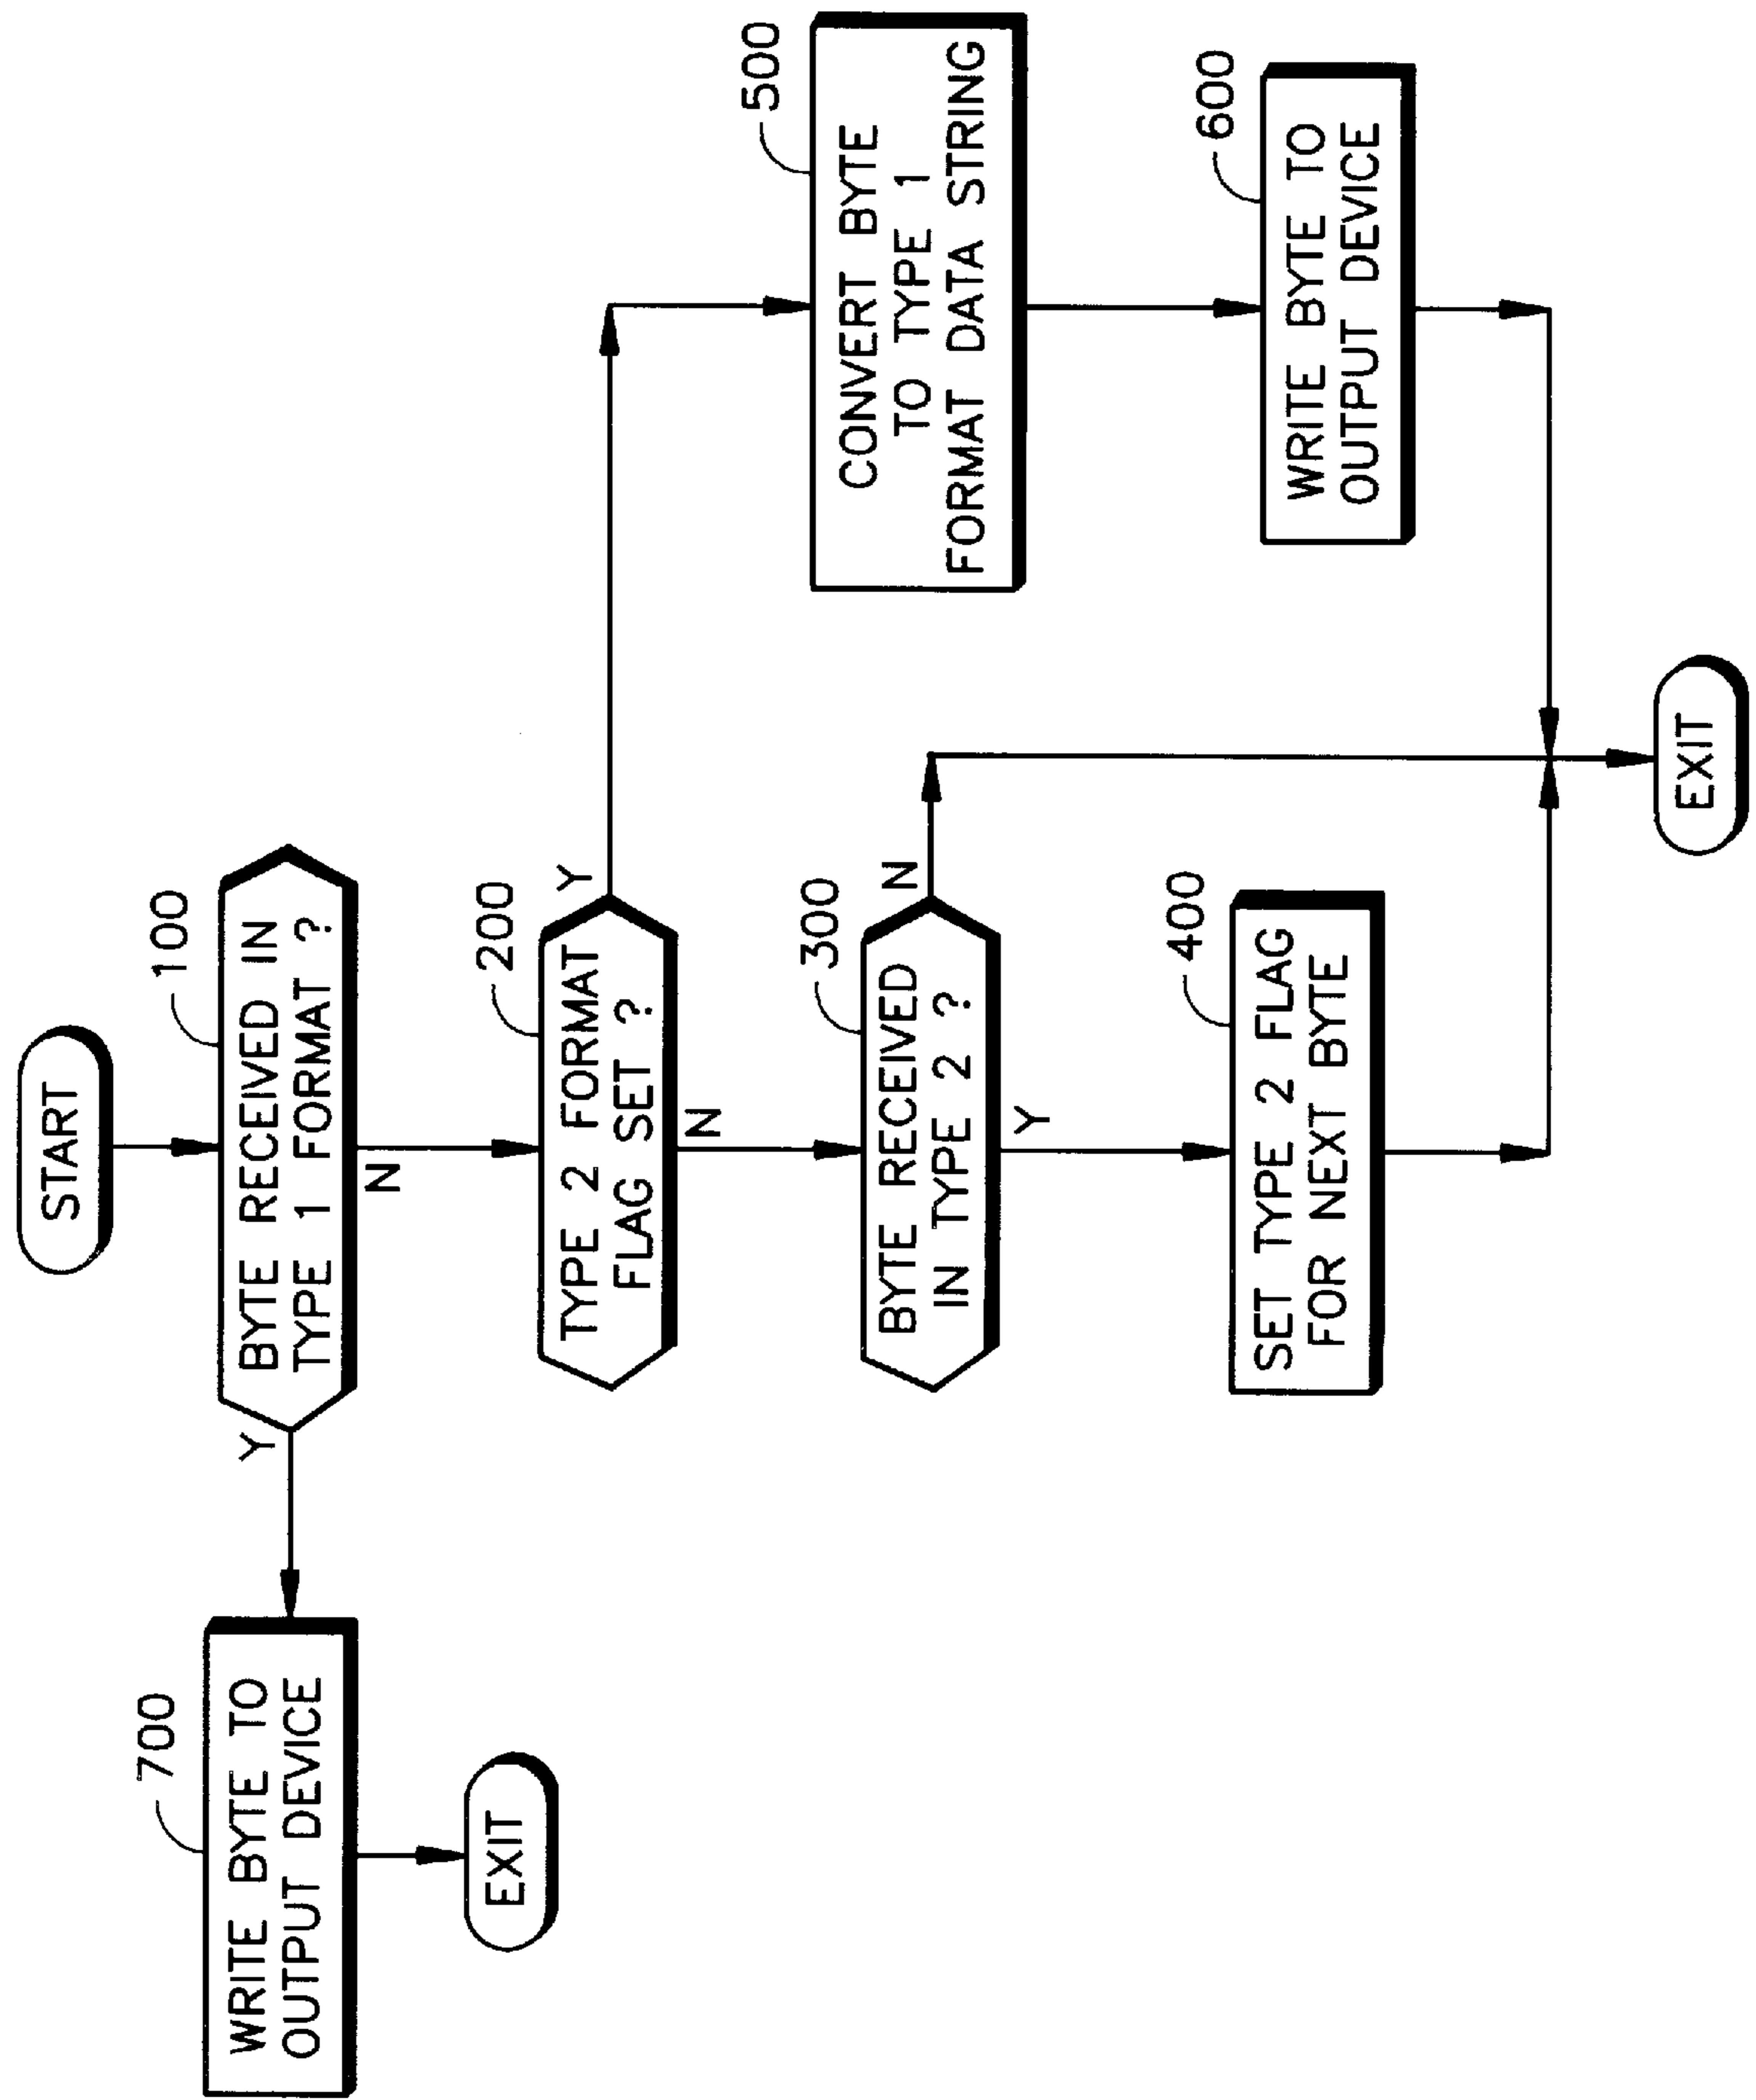 START
100
BYTE RECEIVED IN
TYPE 1 FORMAT ?
Y
N
700
WRITE BYTE TO
OUTPUT DEVICE
EXIT
200
TYPE 2 FORMAT
FLAG SET ?
Y
N
300
BYTE RECEIVED
IN TYPE 2 ?
N
Y
400
SET TYPE 2 FLAG
FOR NEXT BYTE
500
CONVERT BYTE
TO TYPE 1
FORMAT DATA STRING
600
WRITE BYTE TO
OUTPUT DEVICE
EXIT